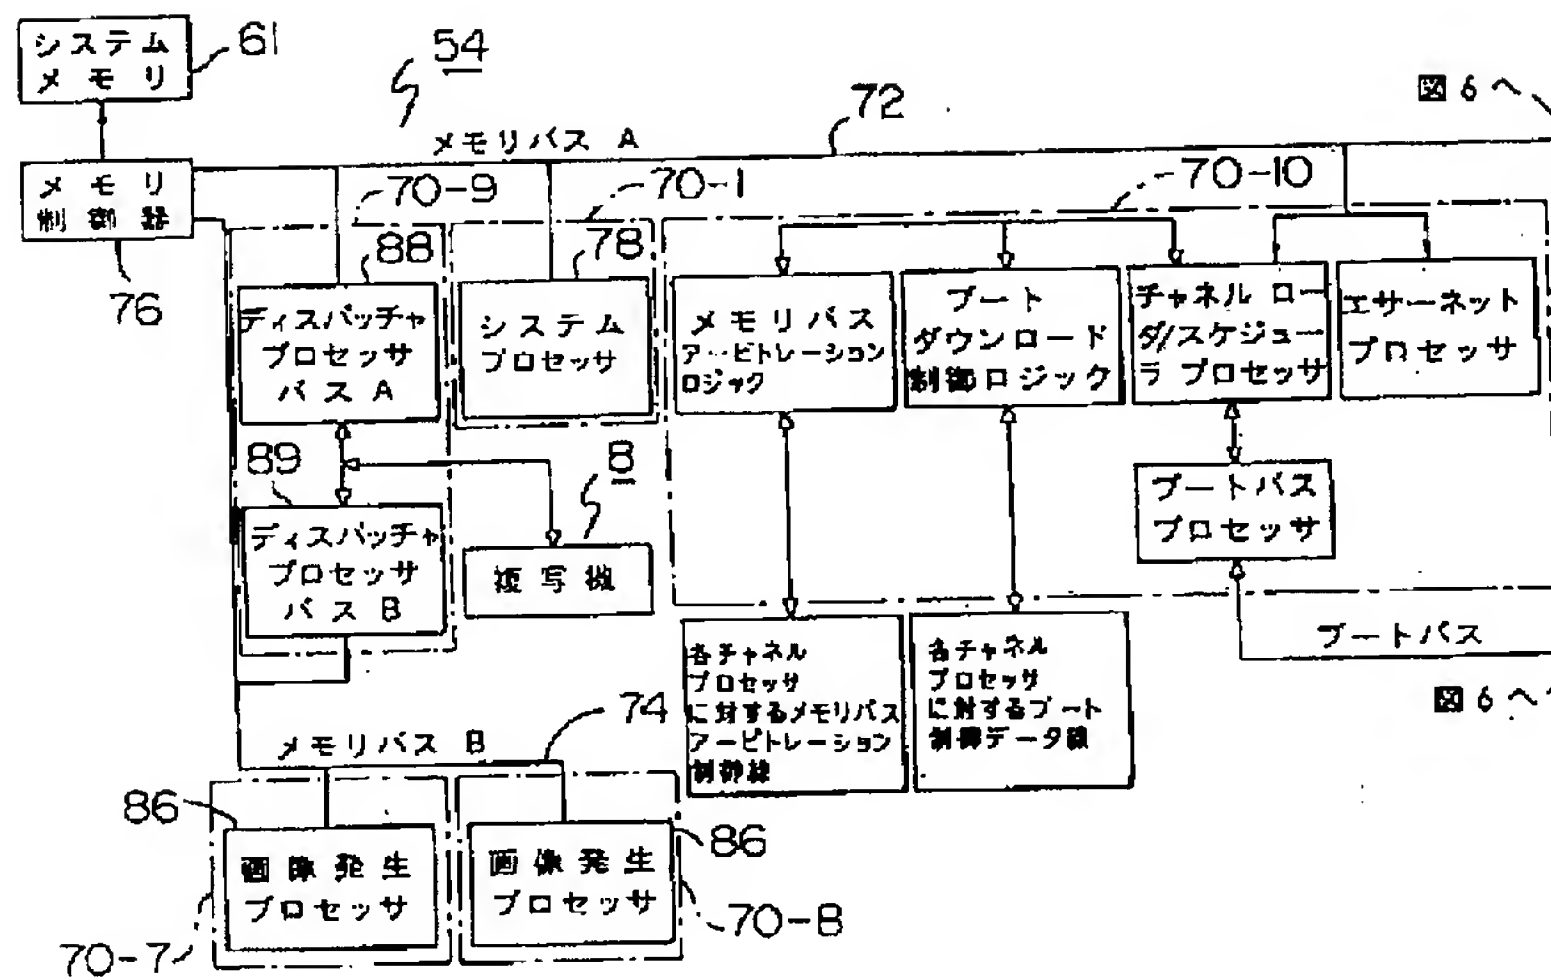 システム
メモリ
61
54
72
図6へ
メモリバス A
メモリ
制御器
76
70-9
70-1
70-10
88
78
ディスパッチャ
プロセッサ
バス A
システム
プロセッサ
メモリバス
アービトレーション
ロジック
ブート
ダウンロード
制御ロジック
チャネル ロー
ダ/スケジュー
ラ プロセッサ
エサーネット
プロセッサ
89
8
ディスパッチャ
プロセッサ
バス B
複写機
ブートバス
プロセッサ
ブートバス
図6へ
各チャネル
プロセッサ
に対するメモリバス
アービトレーション
制御線
各チャネル
プロセッサ
に対するブート
制御データ線
メモリバス B
74
86
86
画像発生
プロセッサ
画像発生
プロセッサ
70-7
70-8